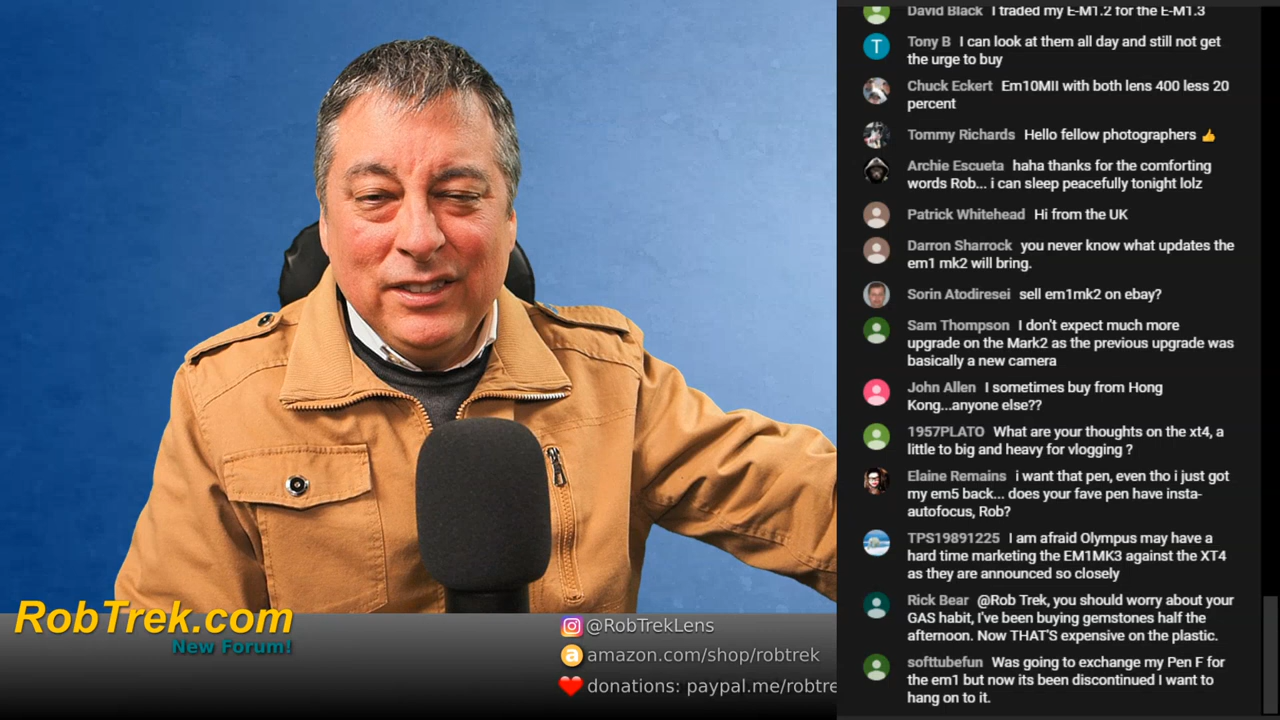 David Black I traded my E-M1.2 for the E-M1.3
T
Tony B I can look at them all day and still not get
the urge to buy
Chuck Eckert Em10MII with both lens 400 less 20
percent
Tommy Richards Hello fellow photographers 👍
Archie Escueta haha thanks for the comforting
words Rob... i can sleep peacefully tonight lolz
Patrick Whitehead Hi from the UK
Darron Sharrock you never know what updates the
em1 mk2 will bring.
Sorin Atodiresei sell em1mk2 on ebay?
Sam Thompson I don't expect much more
upgrade on the Mark2 as the previous upgrade was
basically a new camera
John Allen I sometimes buy from Hong
Kong...anyone else??
1957PLATO What are your thoughts on the xt4, a
little to big and heavy for vlogging ?
Elaine Remains i want that pen, even tho i just got
my em5 back... does your fave pen have insta-
autofocus, Rob?
TPS19891225 I am afraid Olympus may have a
hard time marketing the EM1MK3 against the XT4
as they are announced so closely
Rick Bear @Rob Trek, you should worry about your
GAS habit, I've been buying gemstones half the
afternoon. Now THAT'S expensive on the plastic.
softtubefun Was going to exchange my Pen F for
the em1 but now its been discontinued I want to
hang on to it.
RobTrek.com
New Forum!
@RobTrekLens
a amazon.com/shop/robtrek
❤️ donations: paypal.me/robtre